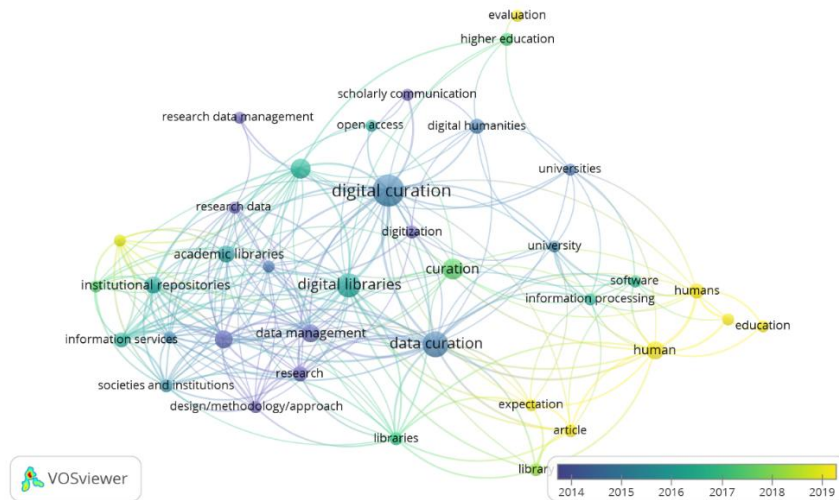 evaluation
higher education
scholarly communication
research data management
open access
digital humanities
universities
digital curation
research data
digitization
university
academic libraries
curation
software
institutional repositories
digital libraries
humans
information processing
education
information services
data management
data curation
human
research
societies and institutions
design/methodology/approach
expectation
article
libraries
library
VOSviewer
2014 2015 2016 2017 2018 2019